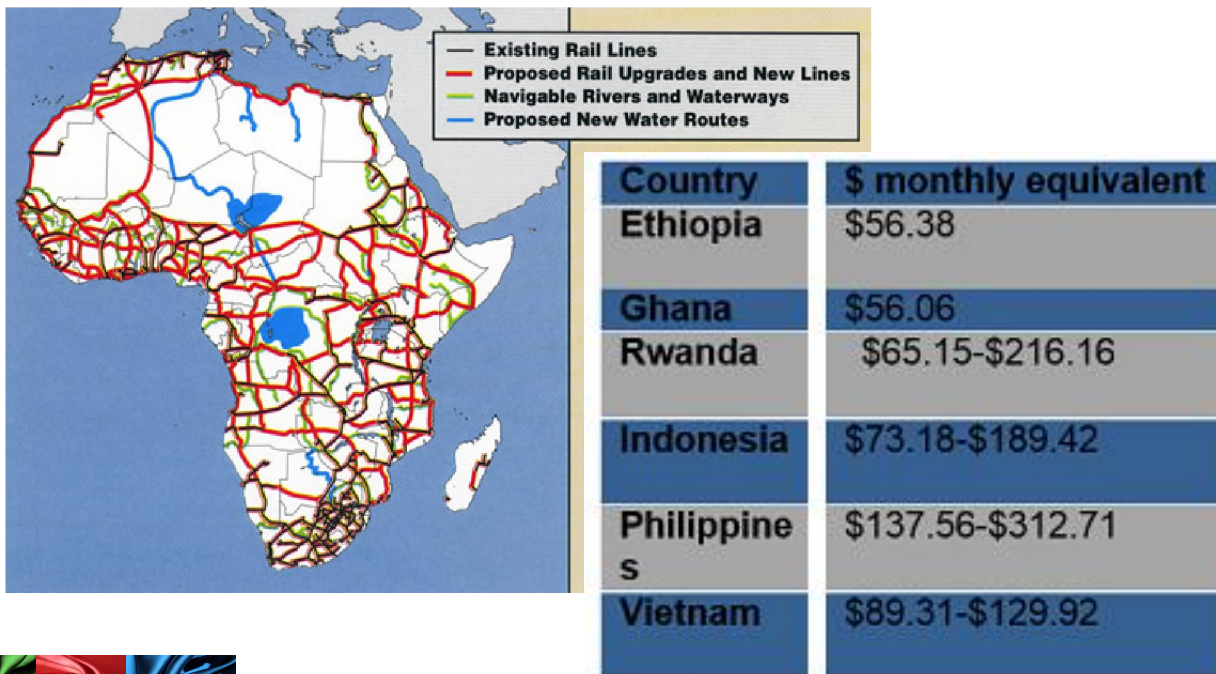 Existing Rail Lines
Proposed Rail Upgrades and New Lines
Navigable Rivers and Waterways
Proposed New Water Routes
Country $ monthly equivalent
Ethiopia $56.38
Ghana $56.06
Rwanda $65.15-$216.16
Indonesia $73.18-$189.42
Philippine $137.56-$312.71
s
Vietnam $89.31-$129.92